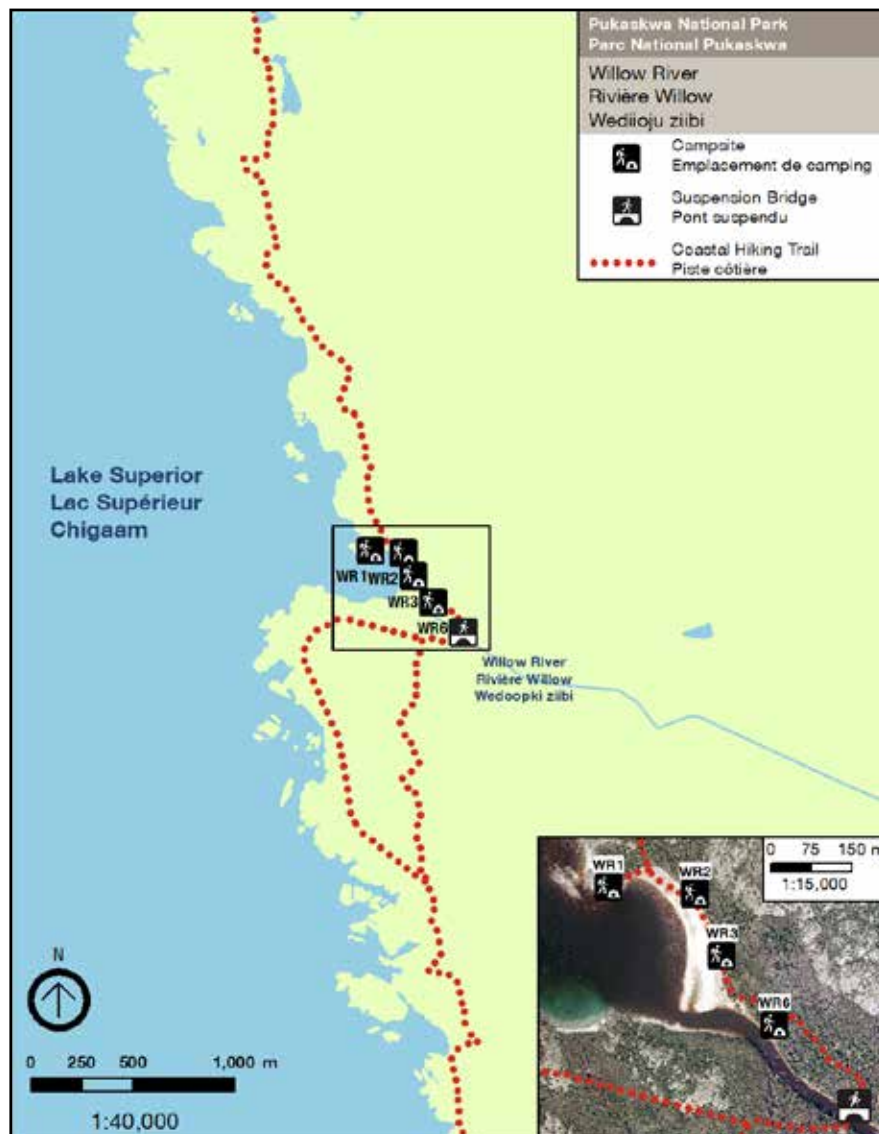 Pukaskwa National Park
Parc National Pukaskwa
Willow River
Rivière Willow
Wediioju ziibi
Campsite
Emplacement de camping
Suspension Bridge
Pont suspendu
Coastal Hiking Trail
Piste côtière
Lake Superior
Lac Supérieur
Chigaam
WR1
WR2
WR3
WR6
Willow River
Rivière Willow
Wedoopki ziibi
N
0 250 500 1,000 m
1:40,000
0 75 150 m
1:15,000
WR1
WR2
WR3
WR6